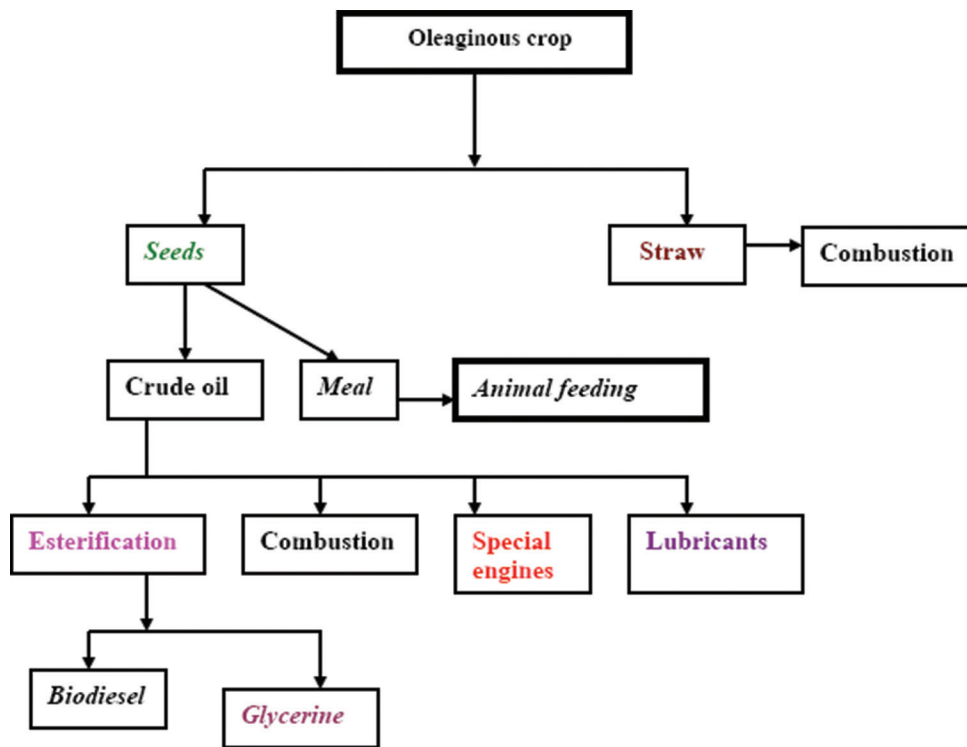 Oleaginous crop
Seeds
Straw
Combustion
Crude oil
Meal
Animal feeding
Esterification
Combustion
Special
engines
Lubricants
Biodiesel
Glycerine